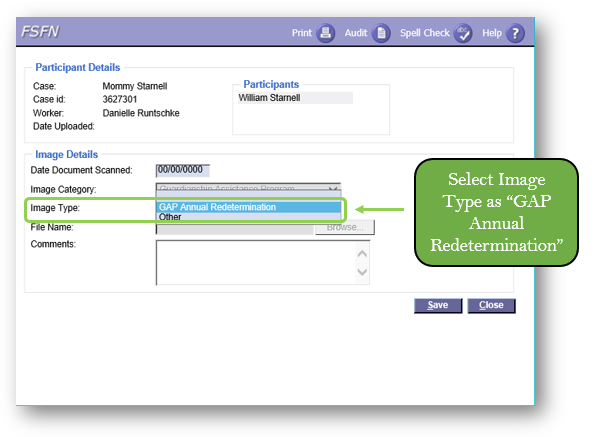 FSFN Print Audit Spell Check Help ?
Participant Details
Case: Mommy Starnell
Case id: 3627301
Worker: Danielle Runtschke
Date Uploaded:
Participants
William Starnell
Image Details
Date Document Scanned: 00/00/0000
Image Category: Guardianship Assistance Program
Image Type: GAP Annual Redetermination
Other
File Name: Browse...
Comments:
Save Close
Select Image
Type as “GAP
Annual
Redetermination”